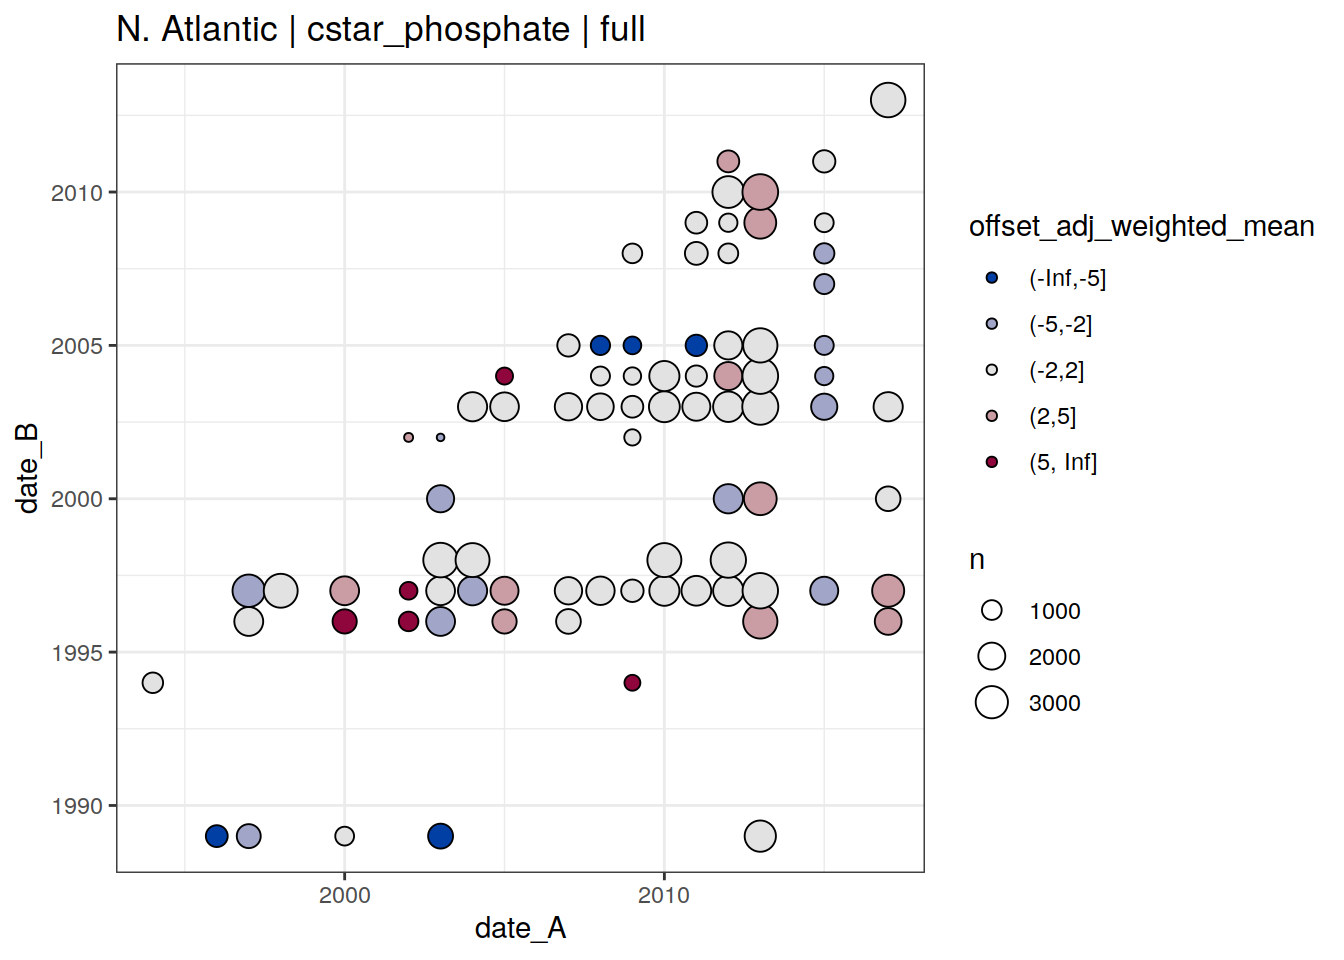 N. Atlantic | cstar_phosphate | full
2010
2005
2000
1995
1990
date_B
2000
2010
date_A
offset_adj_weighted_mean
(-Inf,-5]
(-5,-2]
(-2,2]
(2,5]
(5, Inf]
n
1000
2000
3000